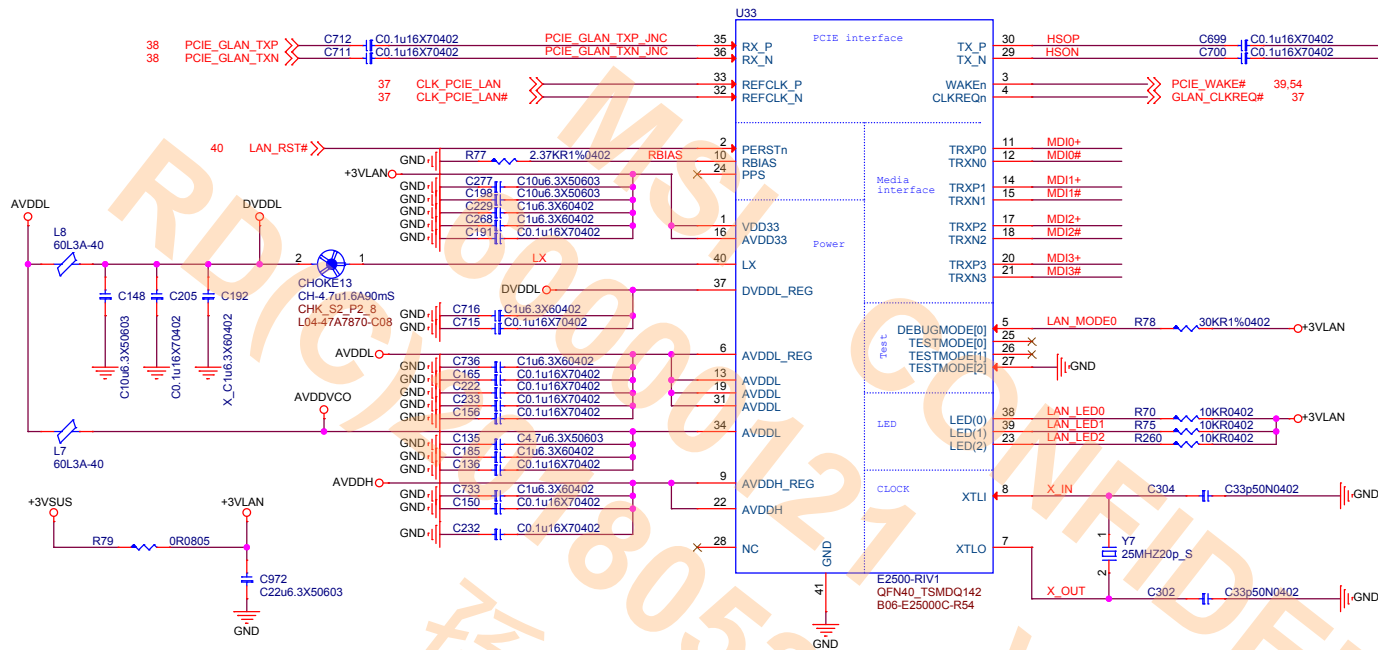 U33
PCIE interface
38 PCIE_GLAN_TXP C712 C0.1u16X70402 PCIE_GLAN_TXP_JNC 35 RX_P
38 PCIE_GLAN_TXN C711 C0.1u16X70402 PCIE_GLAN_TXN_JNC 36 RX_N
37 CLK_PCIE_LAN 33 REFCLK_P
37 CLK_PCIE_LAN# 32 REFCLK_N
TX_P 30 HSOP C699 C0.1u16X70402
TX_N 29 HSON C700 C0.1u16X70402
WAKEn 3 PCIE_WAKE# 39,54
CLKREQn 4 GLAN_CLKREQ# 37
40 LAN_RST# 2 PERSTn
GND R77 2.37KR1%0402 RBIAS 10 RBIAS
24 PPS
+3VLAN
GND C277 C10u6.3X50603
GND C198 C10u6.3X50603
GND C229 C1u6.3X60402
GND C268 C1u6.3X60402
GND C191 C0.1u16X70402
1 VDD33
16 AVDD33
Media interface
TRXP0 11 MDI0+
TRXN0 12 MDI0#
TRXP1 14 MDI1+
TRXN1 15 MDI1#
TRXP2 17 MDI2+
TRXN2 18 MDI2#
TRXP3 20 MDI3+
TRXN3 21 MDI3#
Power
AVDDL
DVDDL
L8
60L3A-40
2 1 LX 40 LX
CHOKE13
CH-4.7u1.6A90mS
CHK_S2_P2_8
L04-47A7870-C08
C148
C10u6.3X50603
C205
C0.1u16X70402
C192
X_C1u6.3X60402
DVDDL 37 DVDDL_REG
GND C716 C1u6.3X60402
GND C715 C0.1u16X70402
AVDDL 6 AVDDL_REG
GND C736 C1u6.3X60402
GND C165 C0.1u16X70402
GND C222 C0.1u16X70402
GND C233 C0.1u16X70402
GND C156 C0.1u16X70402
13 AVDDL
19 AVDDL
31 AVDDL
AVDDVCO 34 AVDDL
L7
60L3A-40
GND C135 C4.7u6.3X50603
GND C185 C1u6.3X60402
GND C136 C0.1u16X70402
AVDDH 9 AVDDH_REG
GND C733 C1u6.3X60402
GND C150 C0.1u16X70402
22 AVDDH
GND C232 C0.1u16X70402
28 NC
Test
DEBUGMODE[0] 5 LAN_MODE0 R78 30KR1%0402 +3VLAN
TESTMODE[0] 25
TESTMODE[1] 26
TESTMODE[2] 27 GND
LED
LED(0) 38 LAN_LED0 R70 10KR0402 +3VLAN
LED(1) 39 LAN_LED1 R75 10KR0402
LED(2) 23 LAN_LED2 R260 10KR0402
CLOCK
XTLI 8 X_IN C304 C33p50N0402 GND
1
Y7
25MHZ20p_S
2
XTLO 7 X_OUT C302 C33p50N0402 GND
GND
41
GND
E2500-RIV1
QFN40_TSMDQ142
B06-E25000C-R54
+3VSUS
+3VLAN
R79 0R0805
C972
C22u6.3X50603
GND